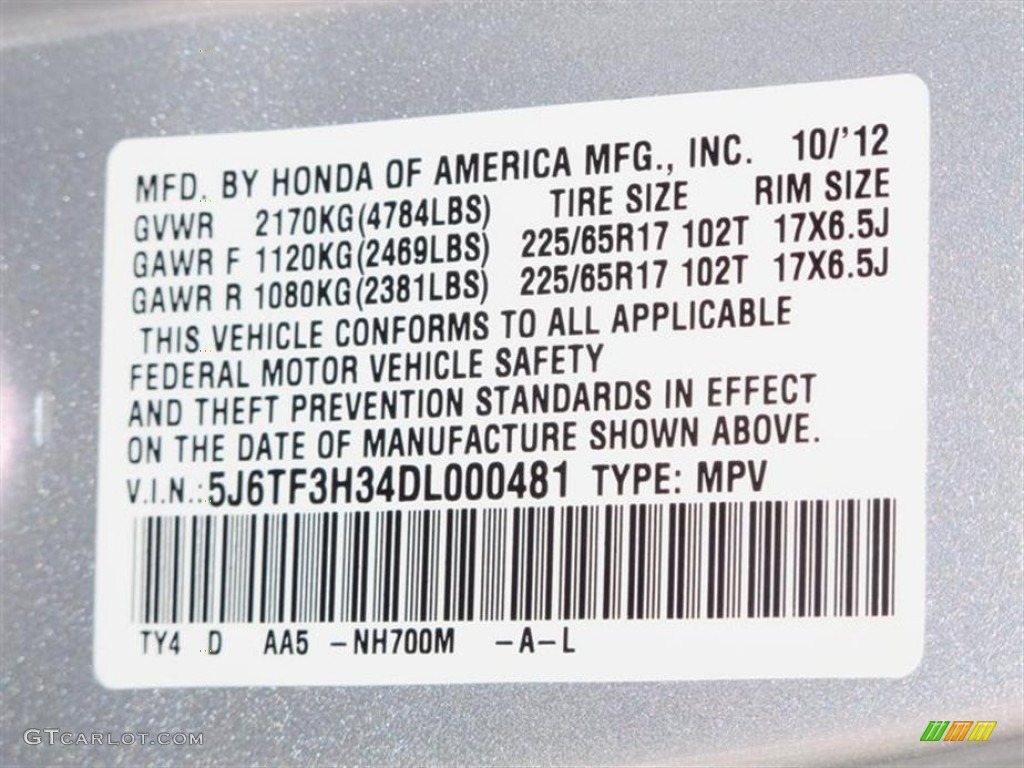 MFD. BY HONDA OF AMERICA MFG., INC. 10/'12
GVWR 2170KG(4784LBS) TIRE SIZE RIM SIZE
GAWR F 1120KG(2469LBS) 225/65R17 102T 17X6.5J
GAWR R 1080KG(2381LBS) 225/65R17 102T 17X6.5J
THIS VEHICLE CONFORMS TO ALL APPLICABLE
FEDERAL MOTOR VEHICLE SAFETY
AND THEFT PREVENTION STANDARDS IN EFFECT
ON THE DATE OF MANUFACTURE SHOWN ABOVE.
V.I.N.: 5J6TF3H34DL000481 TYPE: MPV
TY4 D AA5 -NH700M -A-L
GTCARLOT.COM